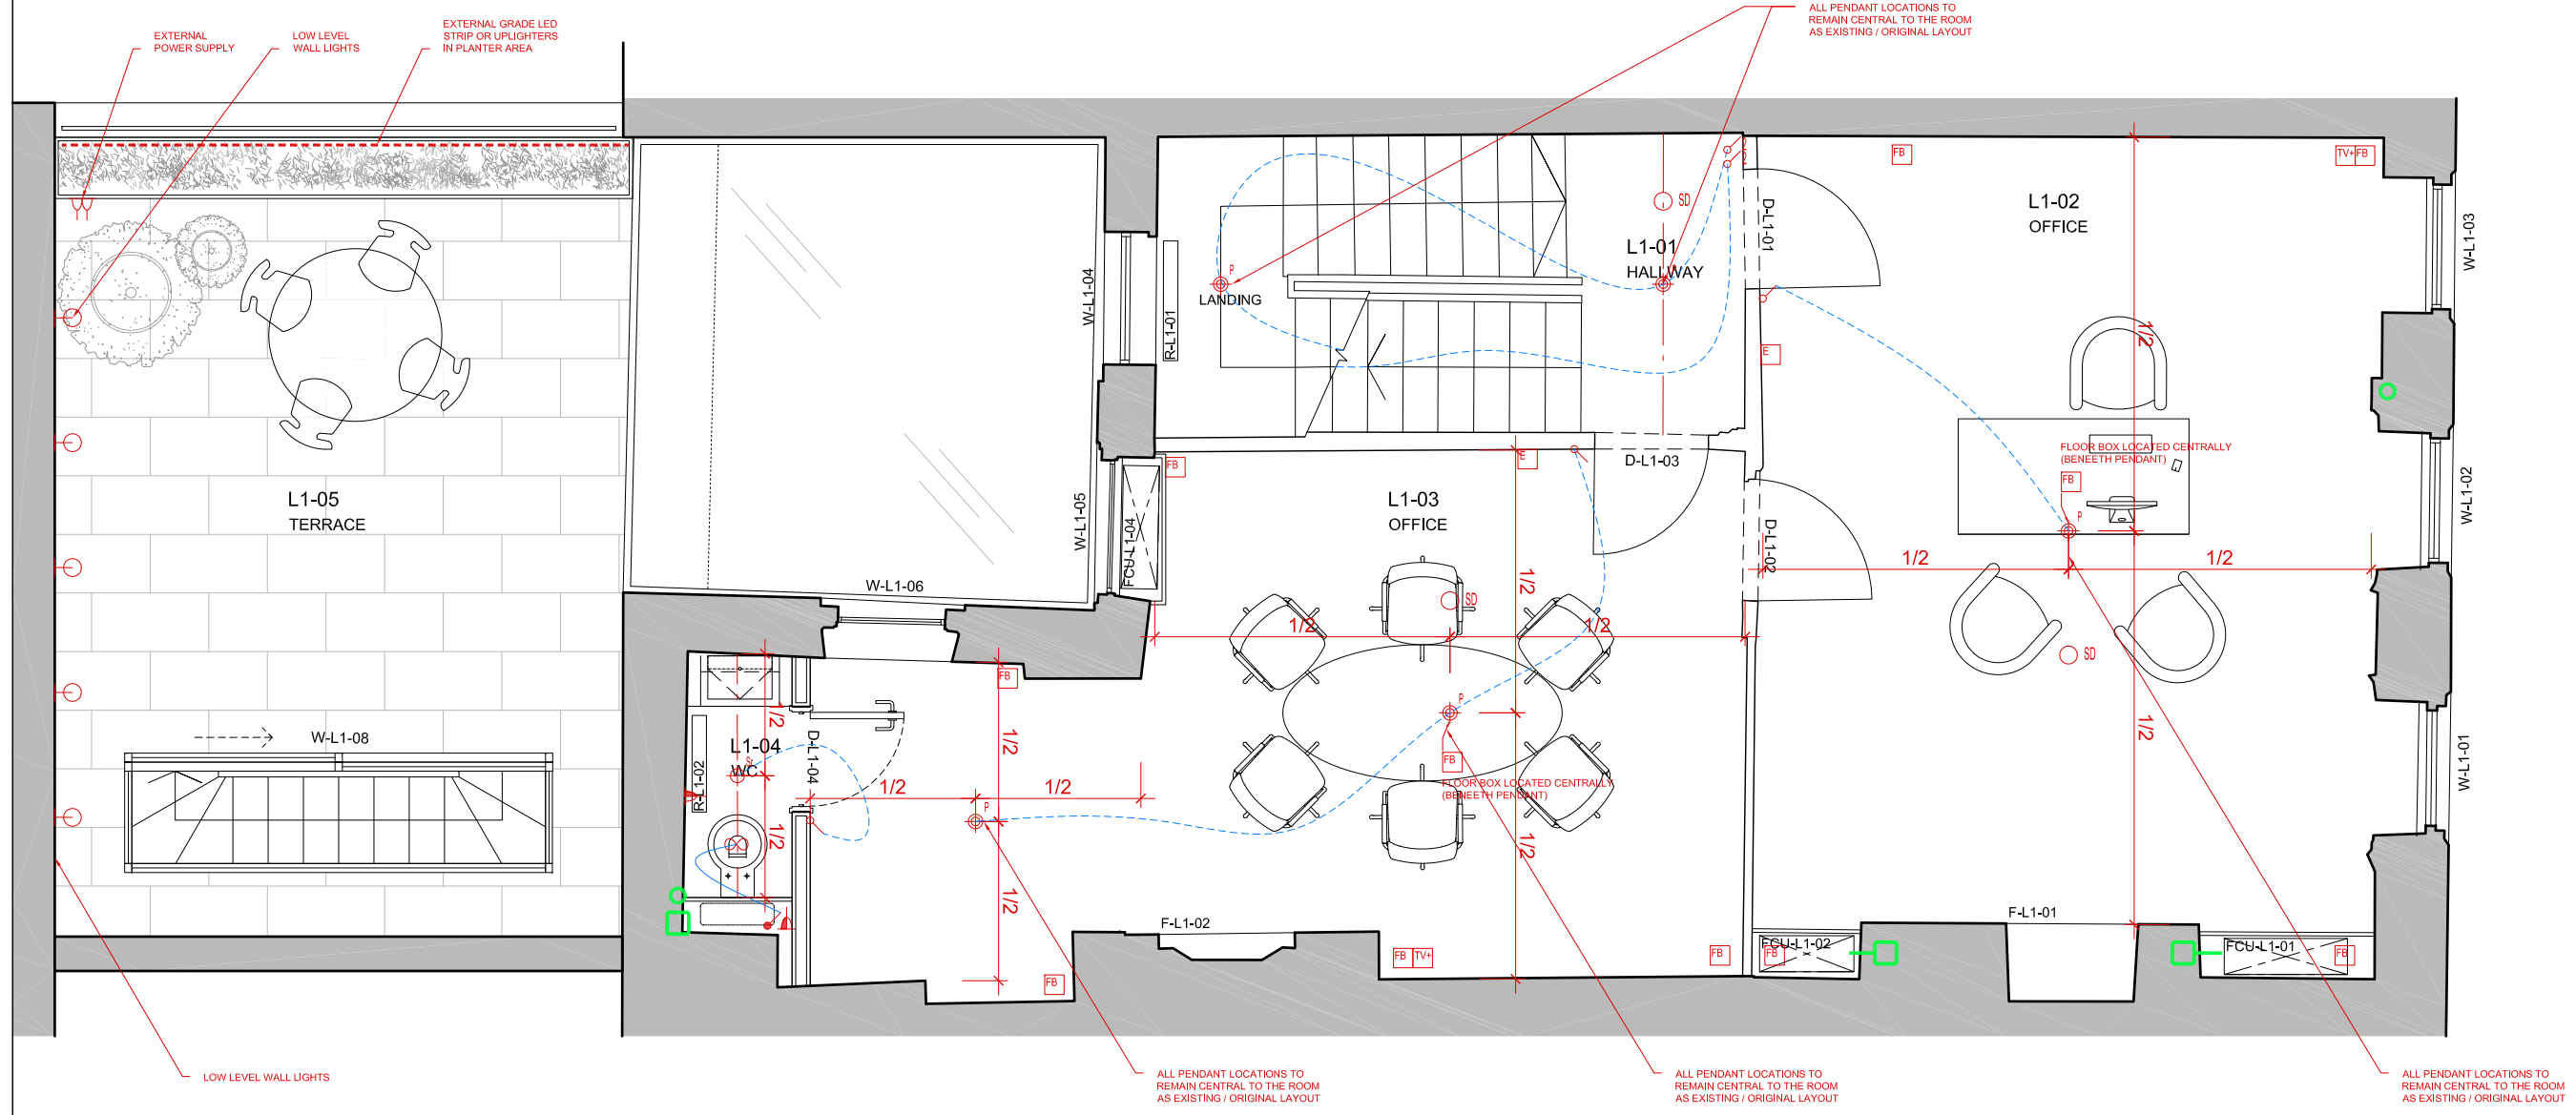 ALL PENDANT LOCATIONS TO
REMAIN CENTRAL TO THE ROOM
AS EXISTING / ORIGINAL LAYOUT
EXTERNAL GRADE LED
STRIP OR UPLIGHTERS
IN PLANTER AREA
EXTERNAL
POWER SUPPLY
LOW LEVEL
WALL LIGHTS
FB
TV+
FB
L1-02
OFFICE
SD
D-L1-01
W-L1-03
L1-01
HALLWAY
P
LANDING
W-L1-04
R-L1-01
1/2
E
FLOOR BOX LOCATED CENTRALLY
(BENEETH PENDANT)
FB
P
W-L1-02
D-L1-03
E
FB
L1-03
OFFICE
L1-05
TERRACE
W-L1-05
FCU-L1-04
D-L1-02
1/2
1/2
1/2
W-L1-06
SD
1/2
1/2
SD
FB
P
1/2
1/2
1/2
W-L1-08
L1-04
WC
D-L1-04
R-L1-02
W-L1-01
FB
FLOOR BOX LOCATED CENTRALLY
(BENEETH PENDANT)
1/2
1/2
P
1/2
1/2
1/2
F-L1-02
F-L1-01
FCU-L1-02
FCU-L1-01
FB
TV+
FB
FB
FB
FB
LOW LEVEL WALL LIGHTS
ALL PENDANT LOCATIONS TO
REMAIN CENTRAL TO THE ROOM
AS EXISTING / ORIGINAL LAYOUT
ALL PENDANT LOCATIONS TO
REMAIN CENTRAL TO THE ROOM
AS EXISTING / ORIGINAL LAYOUT
ALL PENDANT LOCATIONS TO
REMAIN CENTRAL TO THE ROOM
AS EXISTING / ORIGINAL LAYOUT